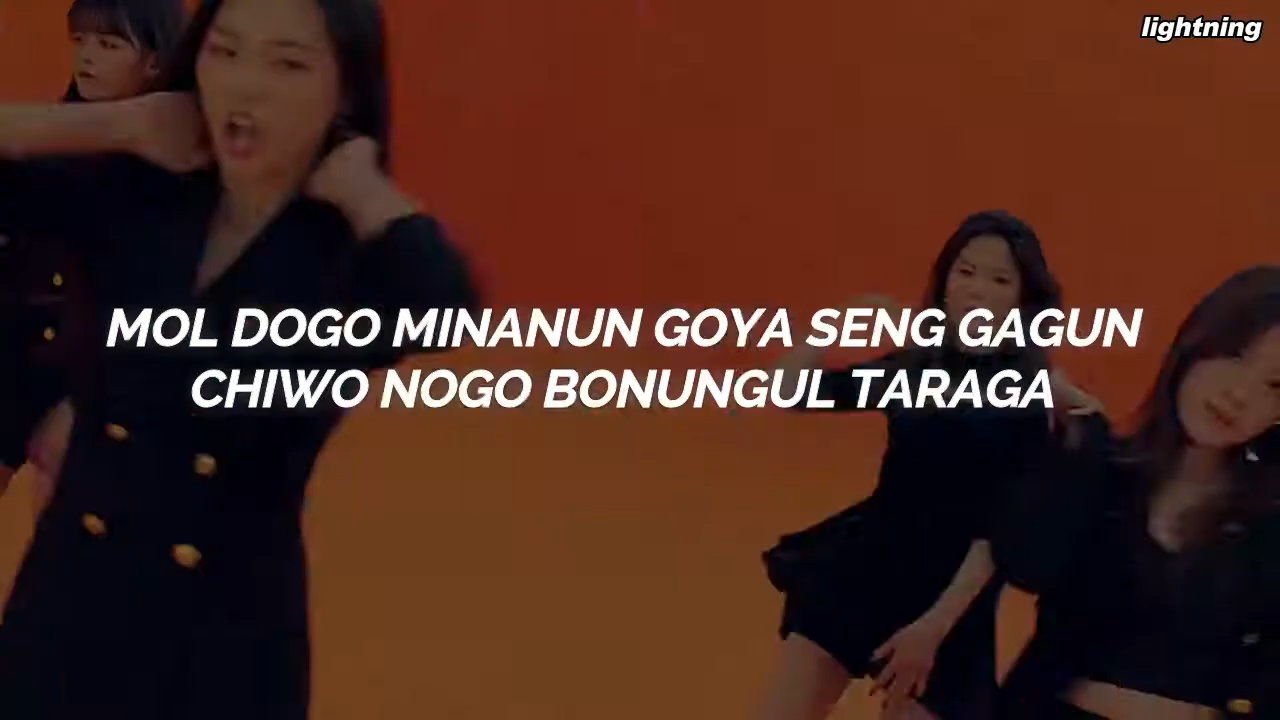 lightning
MOL DOGO MINANUN GOYA SENG GAGUN
CHIWO NOGO BONUNGUL TARAGA